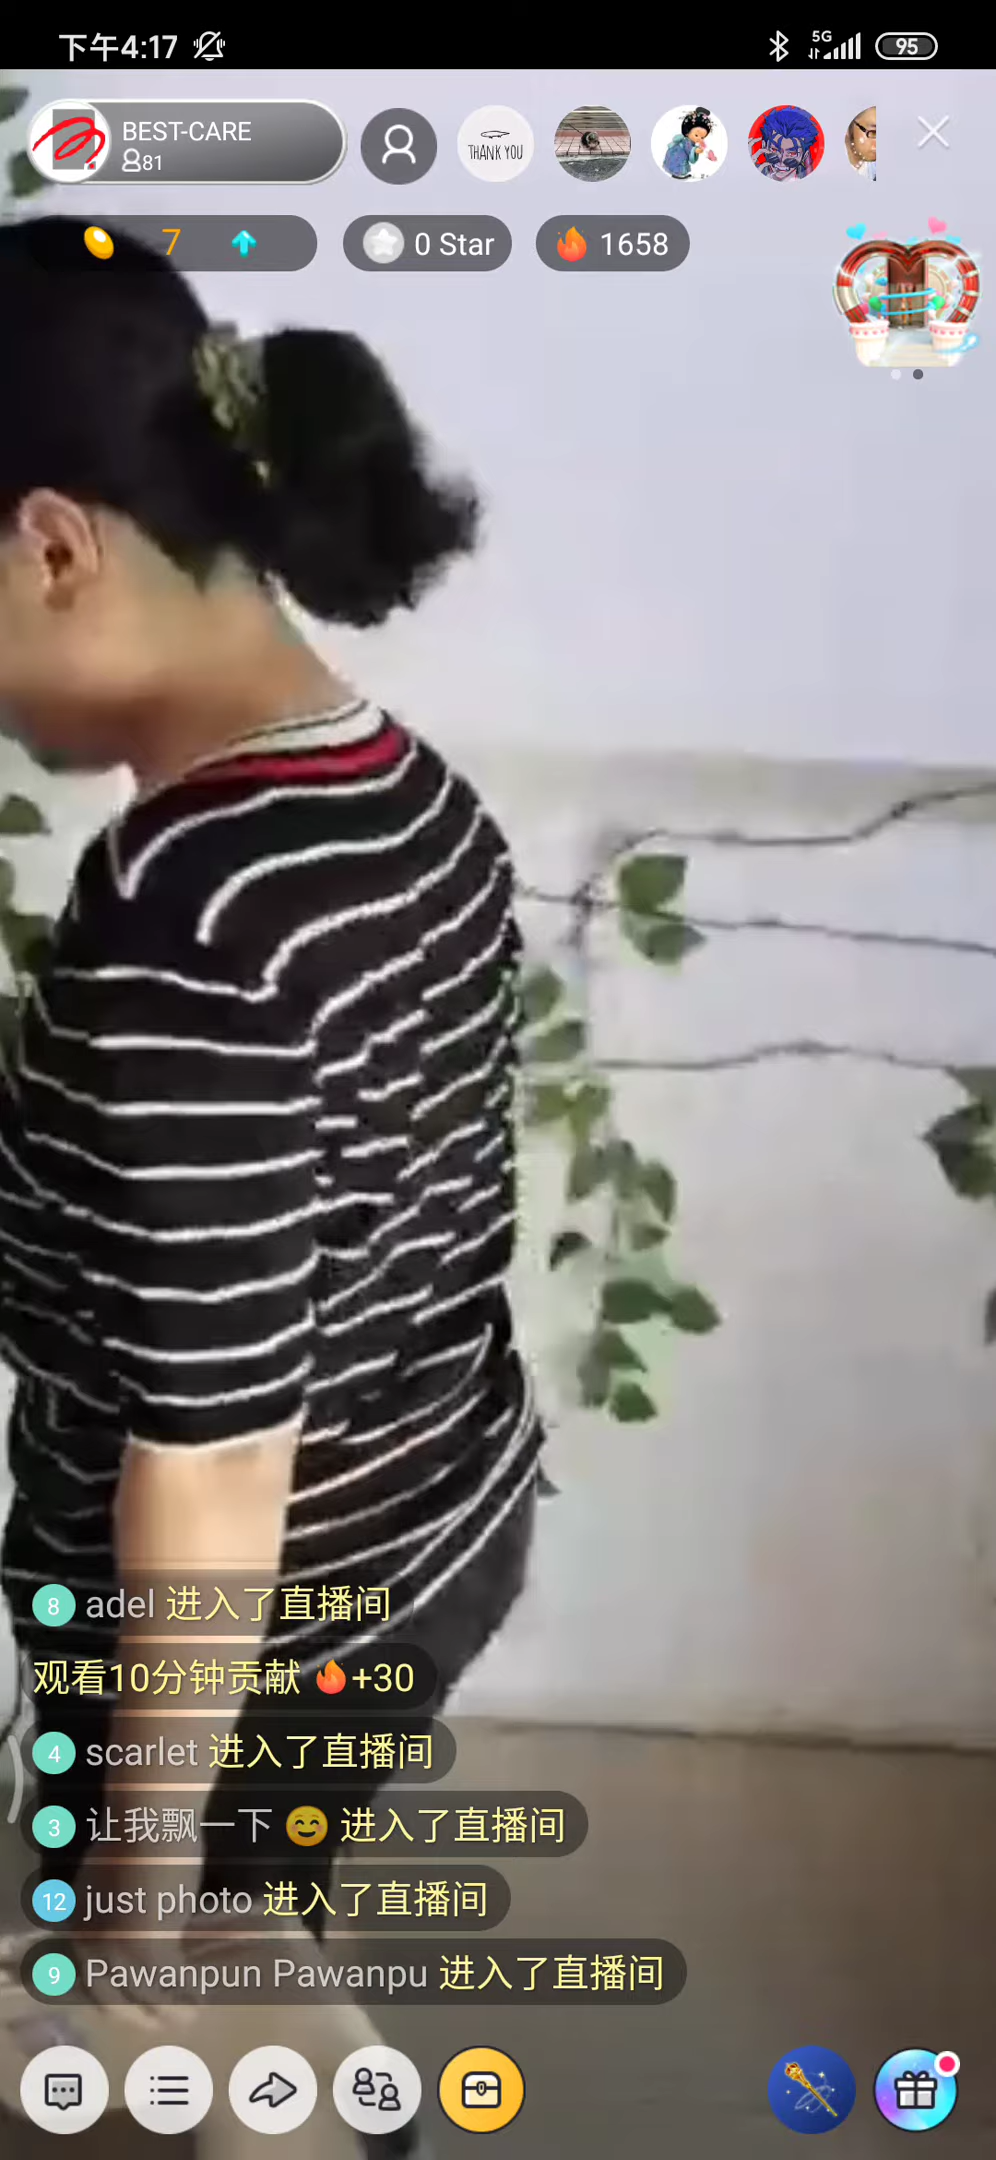 下午4:17
5G
95
BEST-CARE
81
THANK YOU
7
0 Star
1658
8 adel 进入了直播间
观看10分钟贡献 🔥+30
4 scarlet 进入了直播间
3 让我飘一下 😊 进入了直播间
12 just photo 进入了直播间
9 Pawanpun Pawanpu 进入了直播间